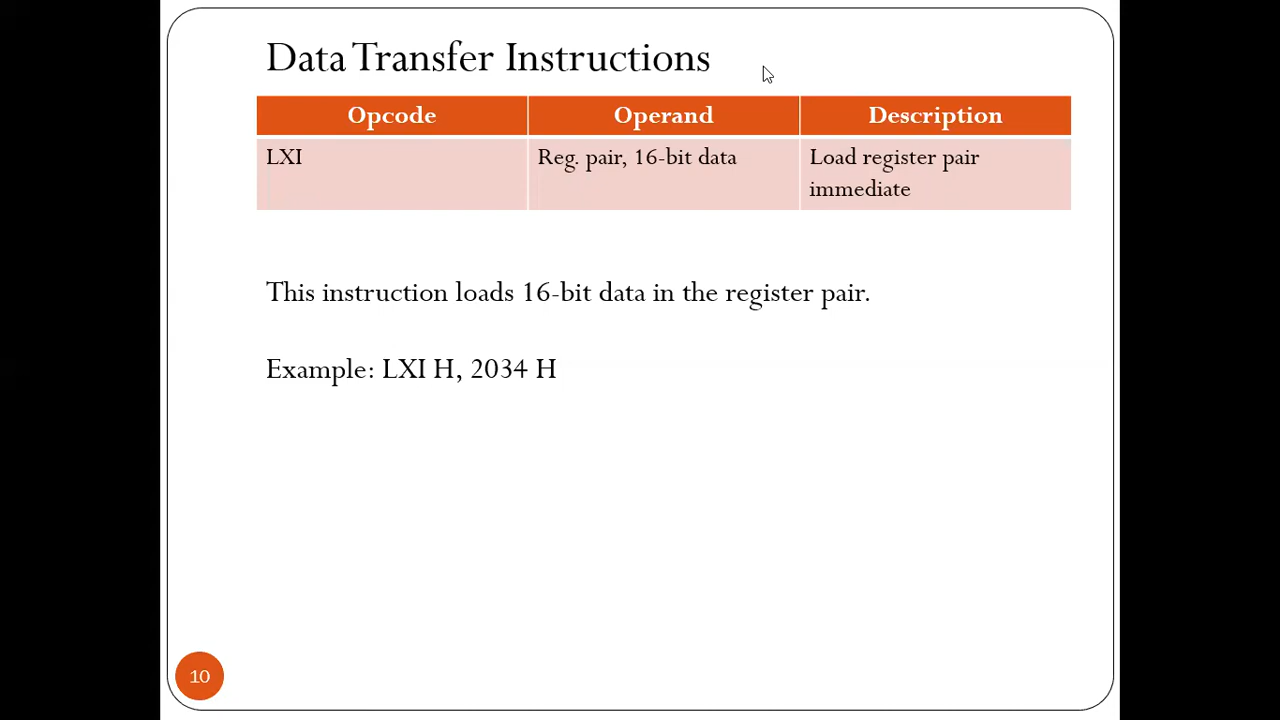 Data Transfer Instructions
Opcode Operand Description
LXI Reg. pair, 16-bit data Load register pair
immediate
This instruction loads 16-bit data in the register pair.
Example: LXI H, 2034 H
10